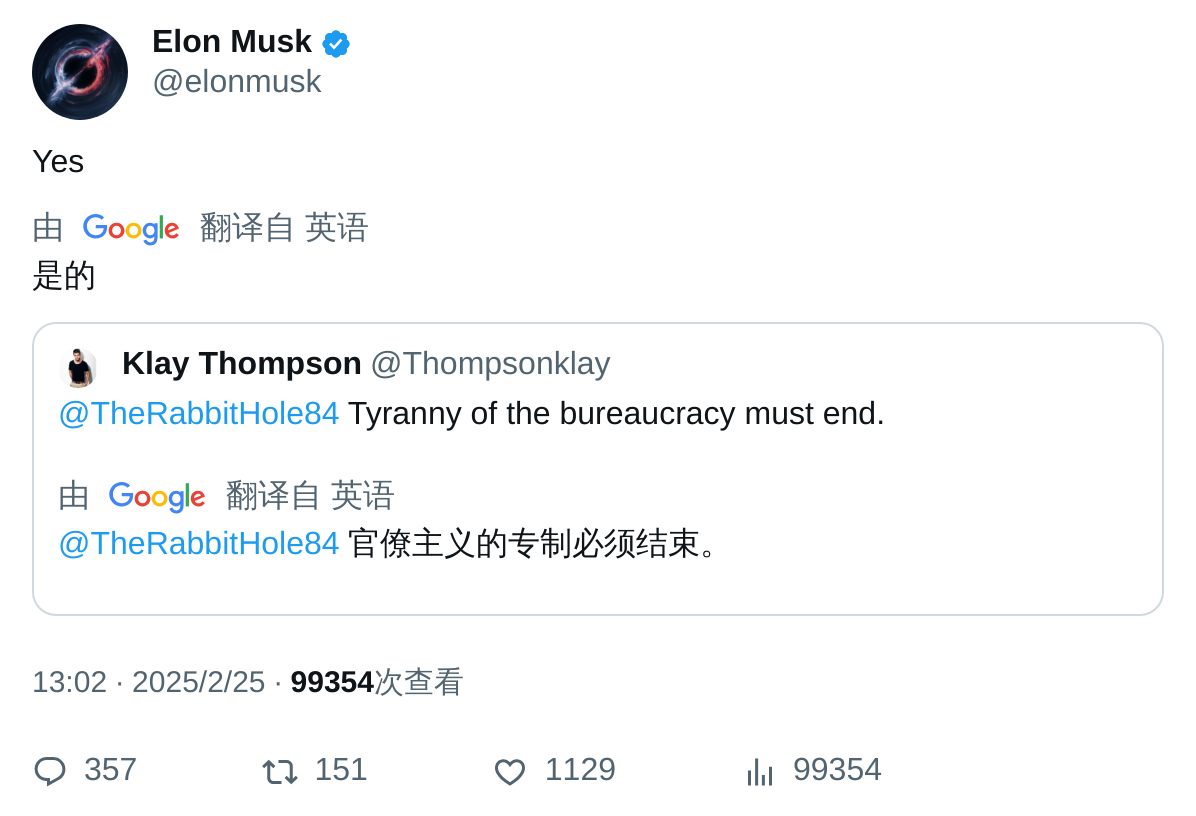 Elon Musk
@elonmusk
Yes
由 Google 翻译自 英语
是的
Klay Thompson @Thompsonklay
@TheRabbitHole84 Tyranny of the bureaucracy must end.
由 Google 翻译自 英语
@TheRabbitHole84 官僚主义的专制必须结束。
13:02 · 2025/2/25 · 99354次查看
357 151 1129 99354